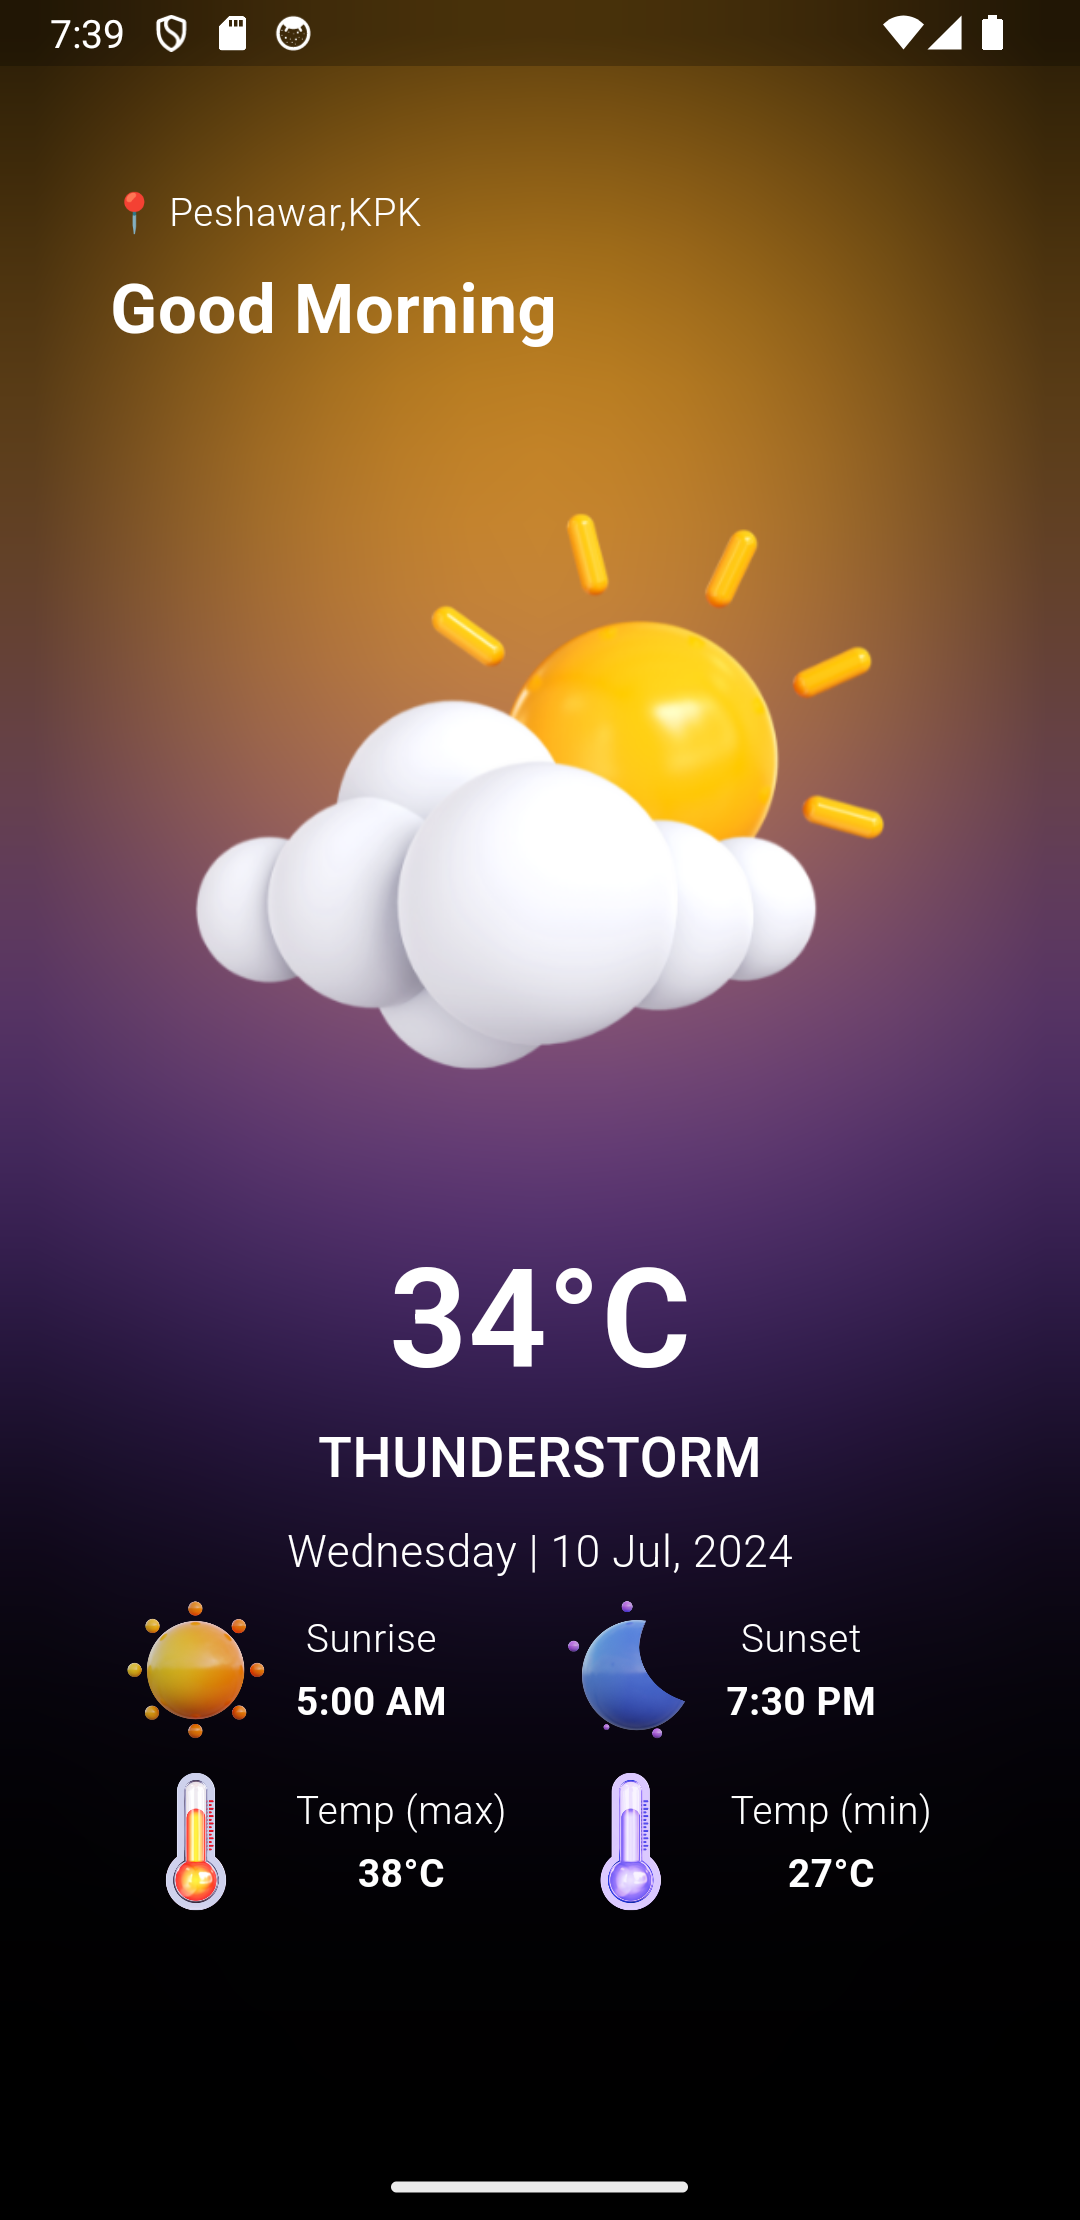 7:39
📍 Peshawar,KPK
Good Morning
34°C
THUNDERSTORM
Wednesday | 10 Jul, 2024
Sunrise
5:00 AM
Sunset
7:30 PM
Temp (max)
38°C
Temp (min)
27°C